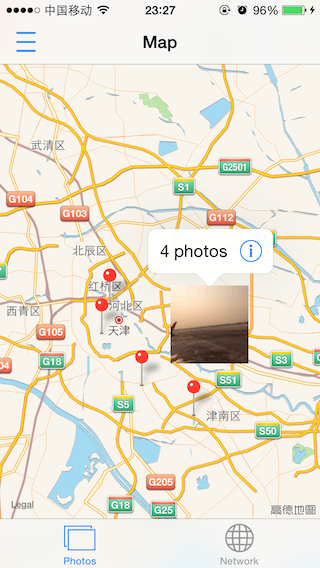 中国移动 23:27 96%
Map
武清区
G2501
S1
G104
G103
G112
北辰区
4 photos
红桥区
河北区
西青区
天津
G105
G18
S3
G104
S51
S5
津南区
S50
G205
G18
G25
Legal
高德地图
Photos
Network